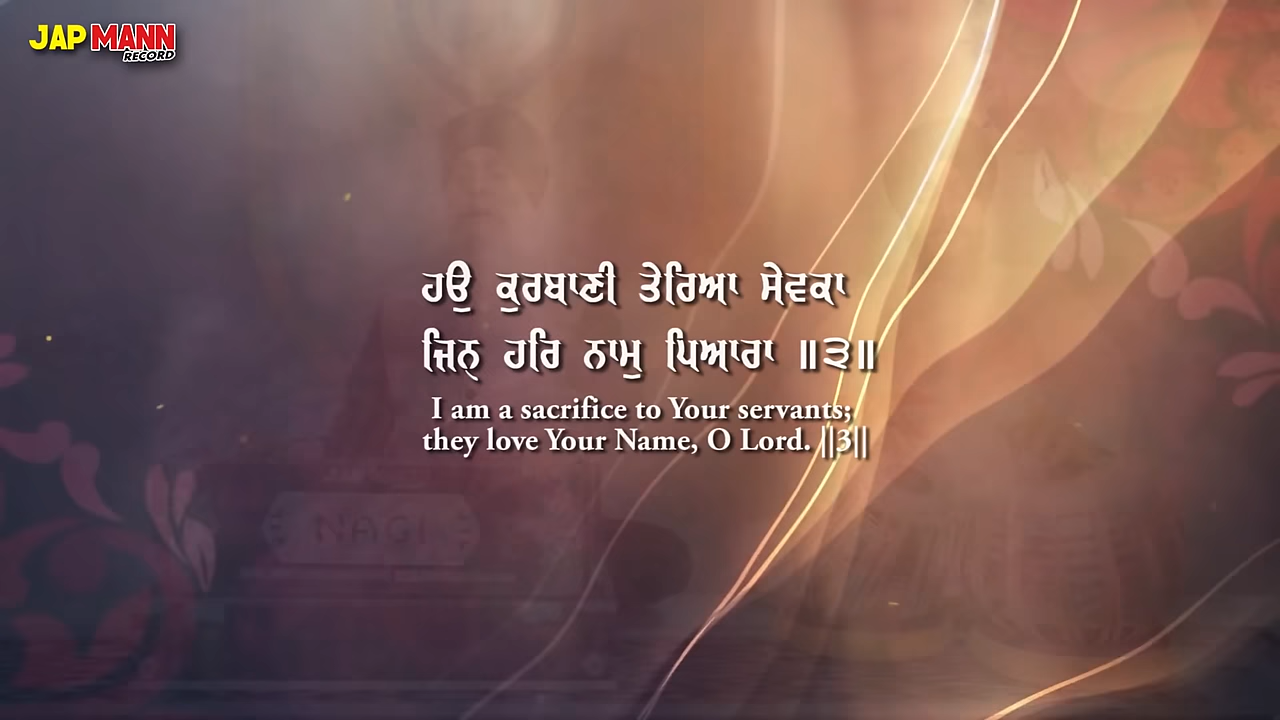 JAP MANN
RECORD
ਹਉ ਕੁਰਬਾਣੀ ਤੇਰਿਆ ਸੇਵਕਾ
ਜਿਨ੍ ਹਰਿ ਨਾਮੁ ਪਿਆਰਾ ॥੩॥
I am a sacrifice to Your servants;
they love Your Name, O Lord. ||3||
NAGI